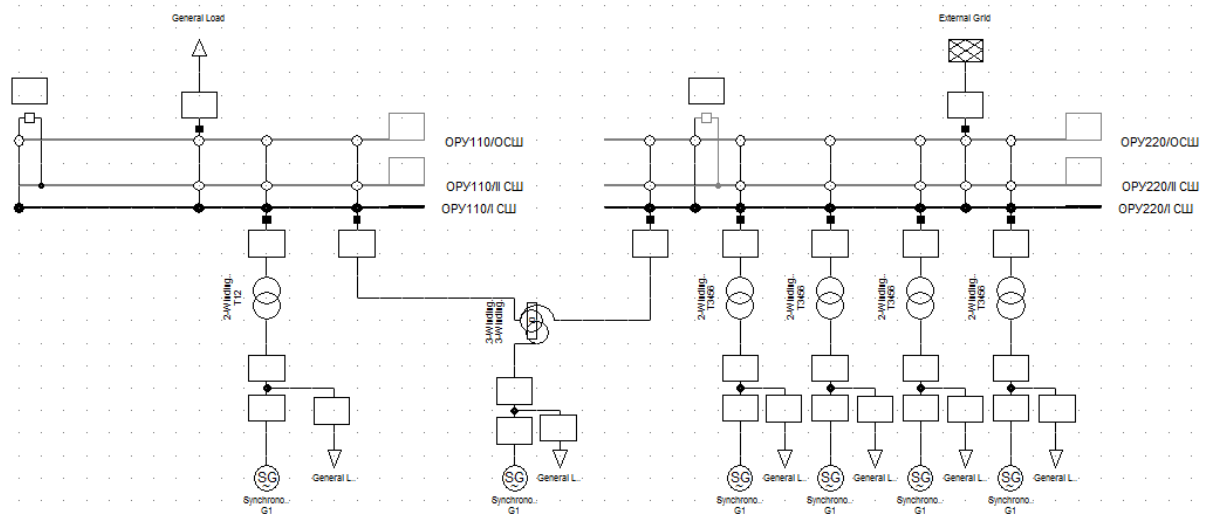 General Load
External Grid
ОРУ110/ОСШ
ОРУ220/ОСШ
ОРУ110/II СШ
ОРУ220/II СШ
ОРУ110/I СШ
ОРУ220/I СШ
2-Winding..
T12
3-Winding..
3-Winding..
2-Winding..
T3456
2-Winding..
T3456
2-Winding..
T3456
2-Winding..
T3456
SG
General L..
SG
General L..
SG
General L..
SG
General L..
SG
General L..
SG
General L..
Synchrono..
G1
Synchrono..
G1
Synchrono..
G1
Synchrono..
G1
Synchrono..
G1
Synchrono..
G1